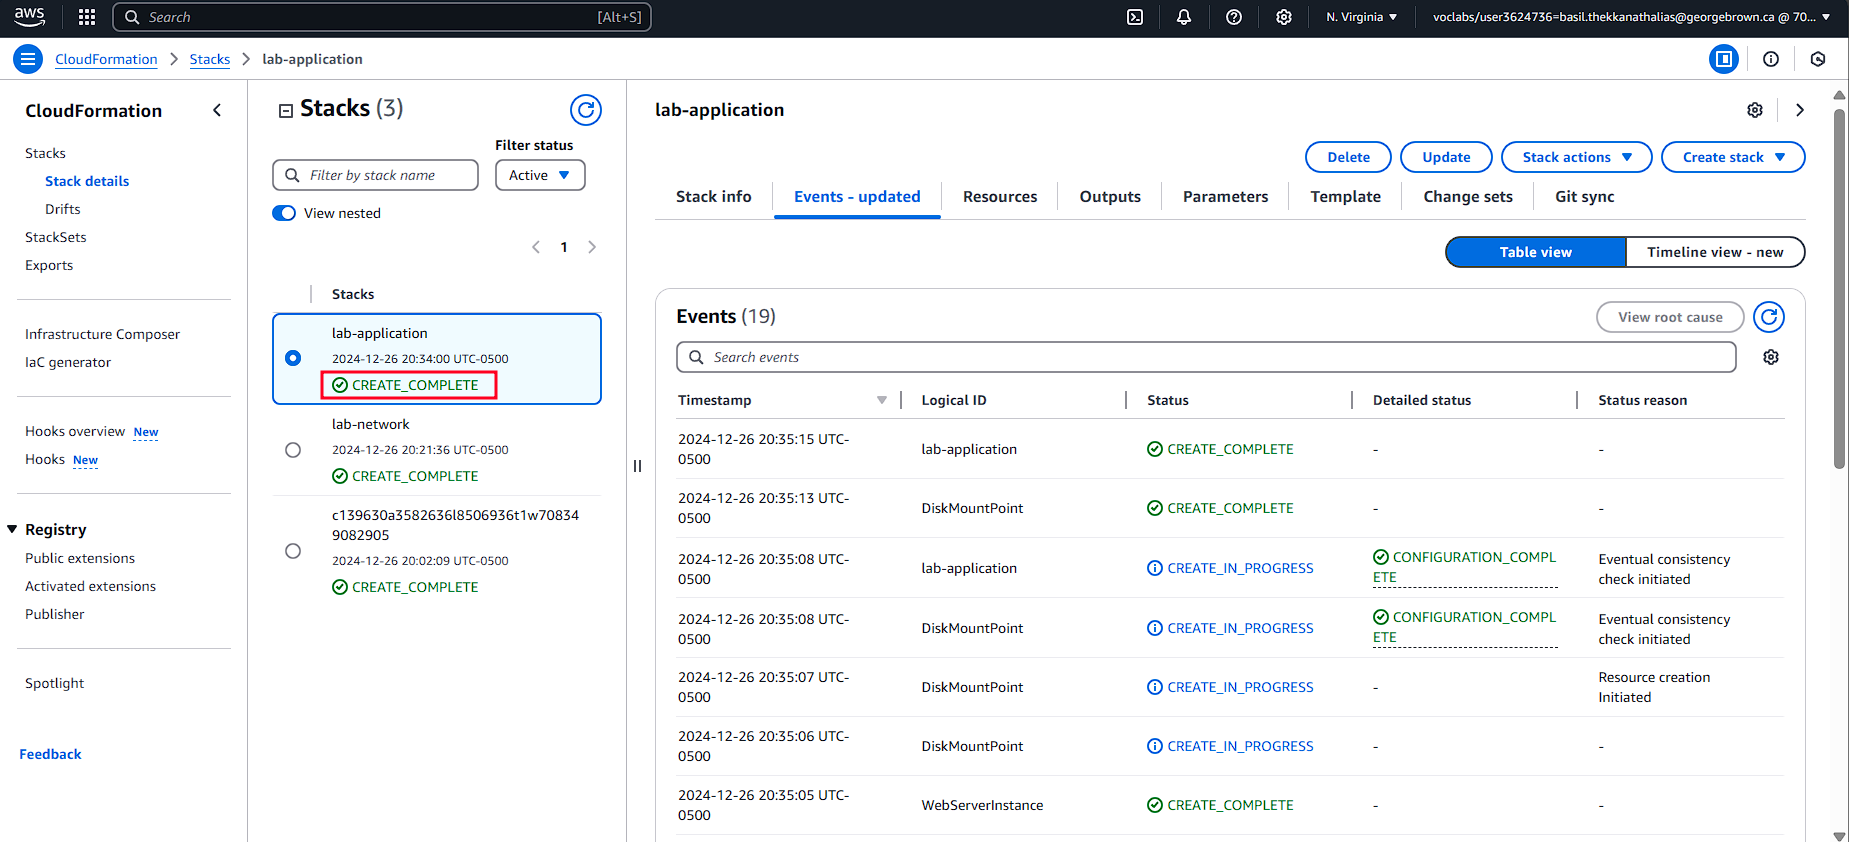 aws
Search [Alt+S]
N. Virginia
voclabs/user3624736=basil.thekkanathalias@georgebrown.ca @ 70...
CloudFormation
Stacks
lab-application
CloudFormation
Stacks
Stack details
Drifts
StackSets
Exports
Infrastructure Composer
IaC generator
Hooks overview New
Hooks New
Registry
Public extensions
Activated extensions
Publisher
Spotlight
Feedback
Stacks (3)
Filter status
Filter by stack name
Active
View nested
1
Stacks
lab-application
2024-12-26 20:34:00 UTC-0500
CREATE_COMPLETE
lab-network
2024-12-26 20:21:36 UTC-0500
CREATE_COMPLETE
c139630a3582636l8506936t1w70834
9082905
2024-12-26 20:02:09 UTC-0500
CREATE_COMPLETE
lab-application
Delete
Update
Stack actions
Create stack
Stack info
Events - updated
Resources
Outputs
Parameters
Template
Change sets
Git sync
Table view
Timeline view - new
Events (19)
View root cause
Search events
Timestamp Logical ID Status Detailed status Status reason
2024-12-26 20:35:15 UTC-
0500
lab-application CREATE_COMPLETE - -
2024-12-26 20:35:13 UTC-
0500
DiskMountPoint CREATE_COMPLETE - -
2024-12-26 20:35:08 UTC-
0500
lab-application CREATE_IN_PROGRESS
CONFIGURATION_COMPL
ETE
Eventual consistency
check initiated
2024-12-26 20:35:08 UTC-
0500
DiskMountPoint CREATE_IN_PROGRESS
CONFIGURATION_COMPL
ETE
Eventual consistency
check initiated
2024-12-26 20:35:07 UTC-
0500
DiskMountPoint CREATE_IN_PROGRESS -
Resource creation
Initiated
2024-12-26 20:35:06 UTC-
0500
DiskMountPoint CREATE_IN_PROGRESS - -
2024-12-26 20:35:05 UTC-
0500
WebServerInstance CREATE_COMPLETE - -